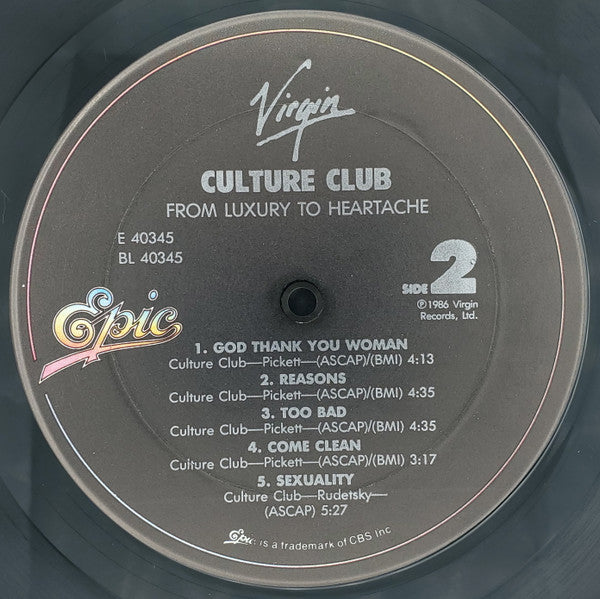 Virgin
CULTURE CLUB
FROM LUXURY TO HEARTACHE
E 40345
BL 40345
SIDE 2
℗1986 Virgin
Records, Ltd.
Epic
1. GOD THANK YOU WOMAN
Culture Club—Pickett—(ASCAP)/(BMI) 4:13
2. REASONS
Culture Club—Pickett—(ASCAP)/(BMI) 4:35
3. TOO BAD
Culture Club—Pickett—(ASCAP)/(BMI) 4:35
4. COME CLEAN
Culture Club—Pickett—(ASCAP)/(BMI) 3:17
5. SEXUALITY
Culture Club—Rudetsky—
(ASCAP) 5:27
Epic is a trademark of CBS Inc